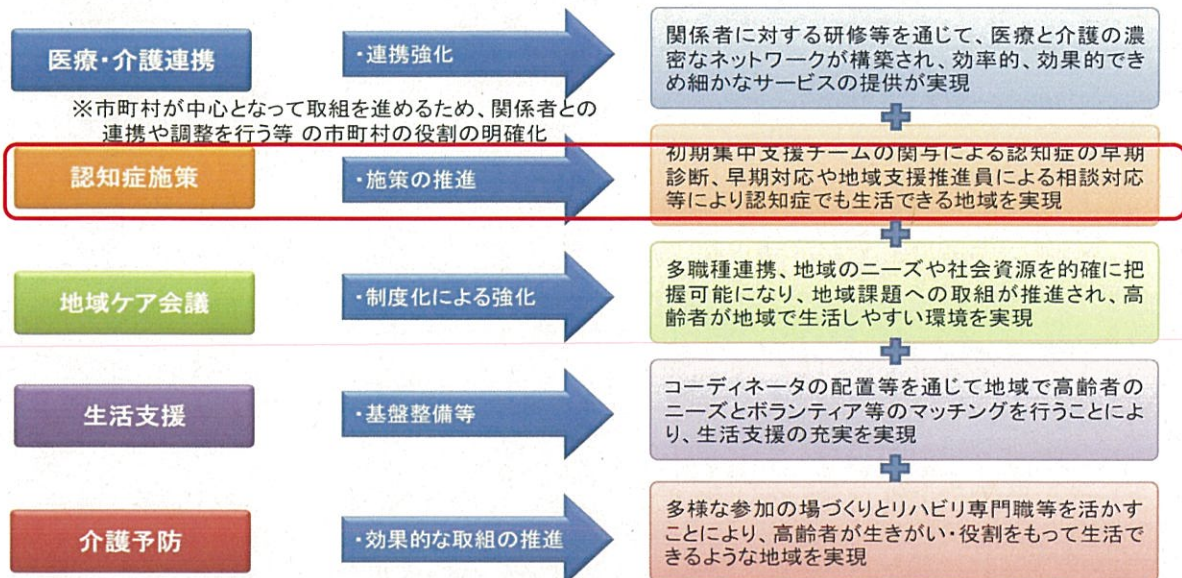 医療・介護連携
・連携強化
関係者に対する研修等を通じて、医療と介護の濃
密なネットワークが構築され、効率的、効果的でき
め細かなサービスの提供が実現
※市町村が中心となって取組を進めるため、関係者との
連携や調整を行う等 の市町村の役割の明確化
認知症施策
・施策の推進
初期集中支援チームの関与による認知症の早期
診断、早期対応や地域支援推進員による相談対応
等により認知症でも生活できる地域を実現
地域ケア会議
・制度化による強化
多職種連携、地域のニーズや社会資源を的確に把
握可能になり、地域課題への取組が推進され、高
齢者が地域で生活しやすい環境を実現
生活支援
・基盤整備等
コーディネータの配置等を通じて地域で高齢者の
ニーズとボランティア等のマッチングを行うことによ
り、生活支援の充実を実現
介護予防
・効果的な取組の推進
多様な参加の場づくりとリハビリ専門職等を活かす
ことにより、高齢者が生きがい・役割をもって生活で
きるような地域を実現